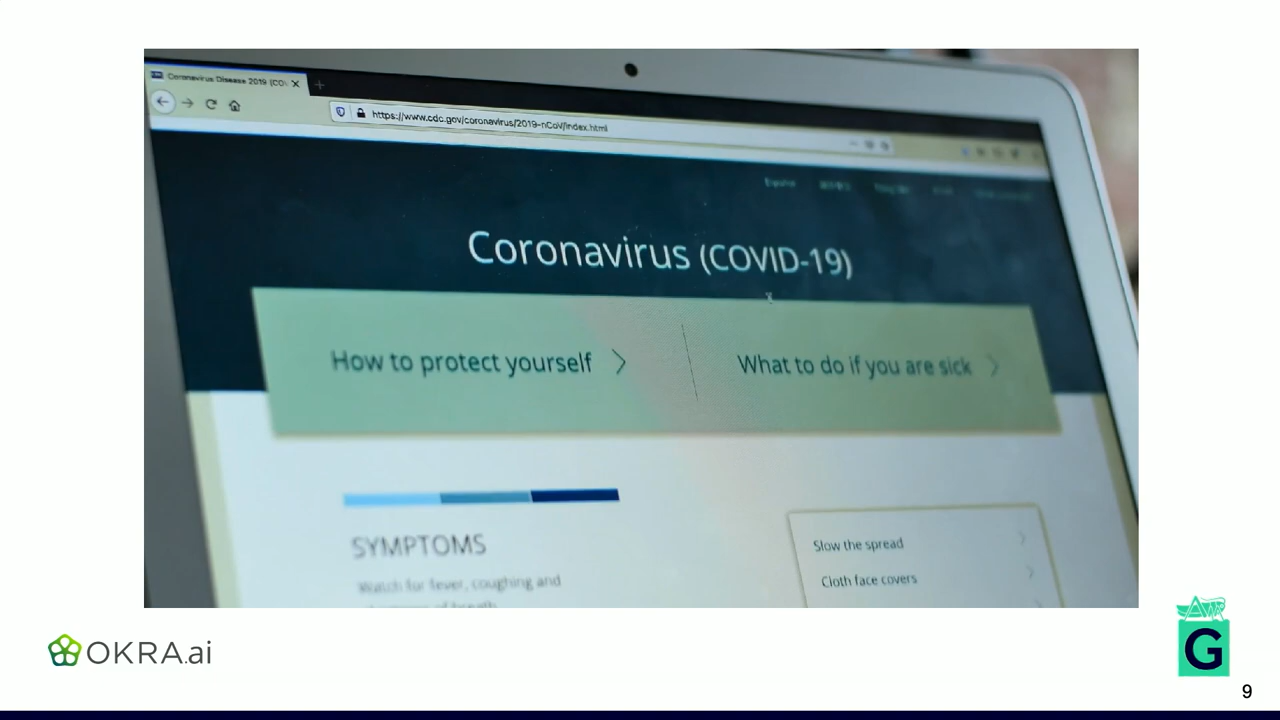 Coronavirus Disease 2019 (CO
https://www.cdc.gov/coronavirus/2019-nCoV/index.html
Español
Coronavirus (COVID-19)
How to protect yourself
What to do if you are sick
SYMPTOMS
Watch for fever, coughing and
Slow the spread
Cloth face covers
OKRA.ai
G
9